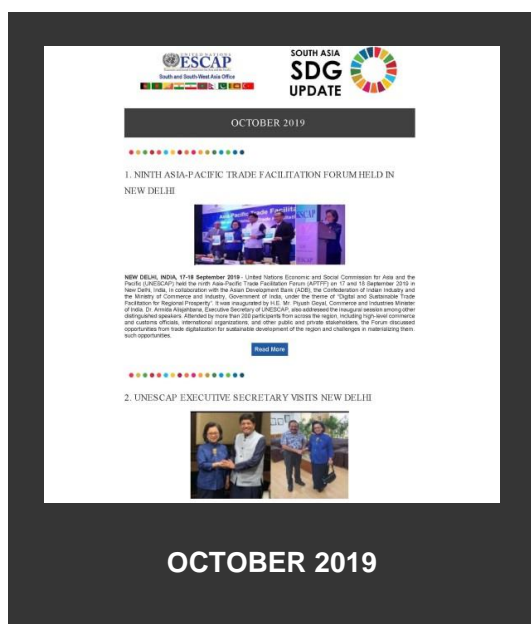 UNITED NATIONS
ESCAP
South and South-West Asia Office
SOUTH ASIA
SDG
UPDATE
OCTOBER 2019
1. NINTH ASIA-PACIFIC TRADE FACILITATION FORUM HELD IN
NEW DELHI
Asia-Pacific Trade Facilitat
ESCAP
NEW DELHI, INDIA, 17-18 September 2019 - United Nations Economic and Social Commission for Asia and the
Pacific (UNESCAP) held the ninth Asia-Pacific Trade Facilitation Forum (APTFF) on 17 and 18 September 2019 in
New Delhi, India, in collaboration with the Asian Development Bank (ADB), the Confederation of Indian Industry and
the Ministry of Commerce and Industry, Government of India, under the theme of "Digital and Sustainable Trade
Facilitation for Regional Prosperity". It was inaugurated by H.E. Mr. Piyush Goyal, Commerce and Industries Minister
of India. Dr. Armida Alisjahbana, Executive Secretary of UNESCAP, also addressed the inaugural session among other
distinguished speakers. Attended by more than 200 participants from across the region, including high-level commerce
and customs officials, international organizations, and other public and private stakeholders, the Forum discussed
opportunities from trade digitalization for sustainable development of the region and challenges in materializing them.
such opportunities.
Read More
2. UNESCAP EXECUTIVE SECRETARY VISITS NEW DELHI
OCTOBER 2019